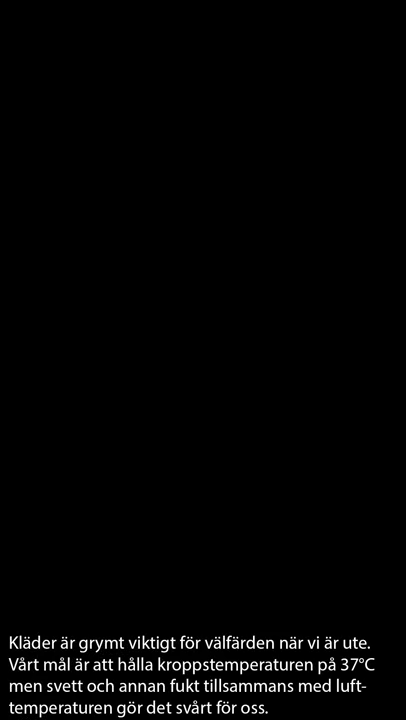 Kläder är grymt viktigt för välfärden när vi är ute.
Vårt mål är att hålla kroppstemperaturen på 37°C
men svett och annan fukt tillsammans med luft-
temperaturen gör det svårt för oss.